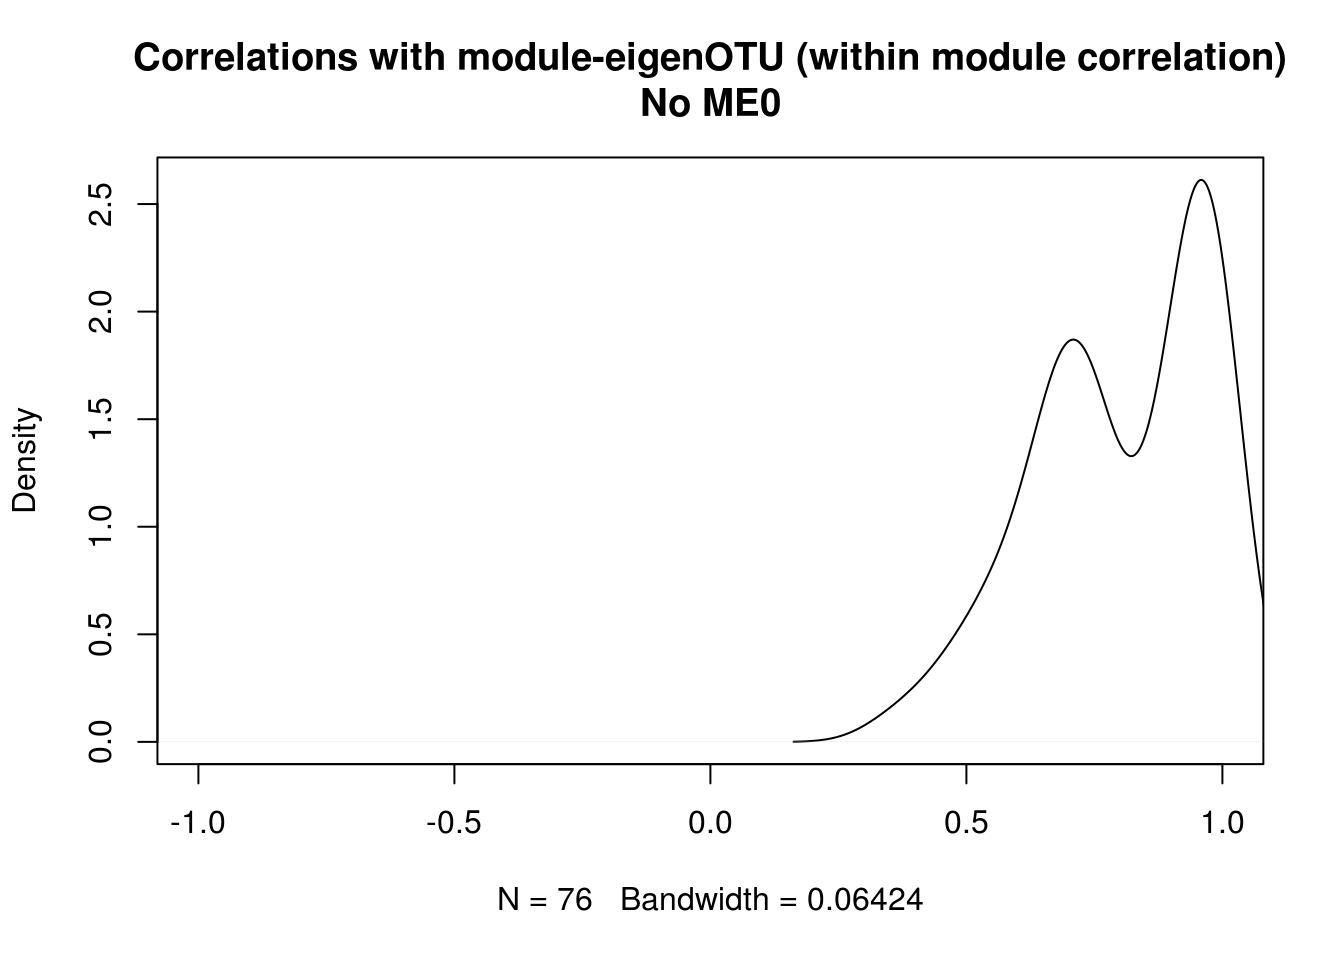 Correlations with module-eigenOTU (within module correlation)
No ME0
Density
2.5
2.0
1.5
1.0
0.5
0.0
-1.0 -0.5 0.0 0.5 1.0
N = 76 Bandwidth = 0.06424